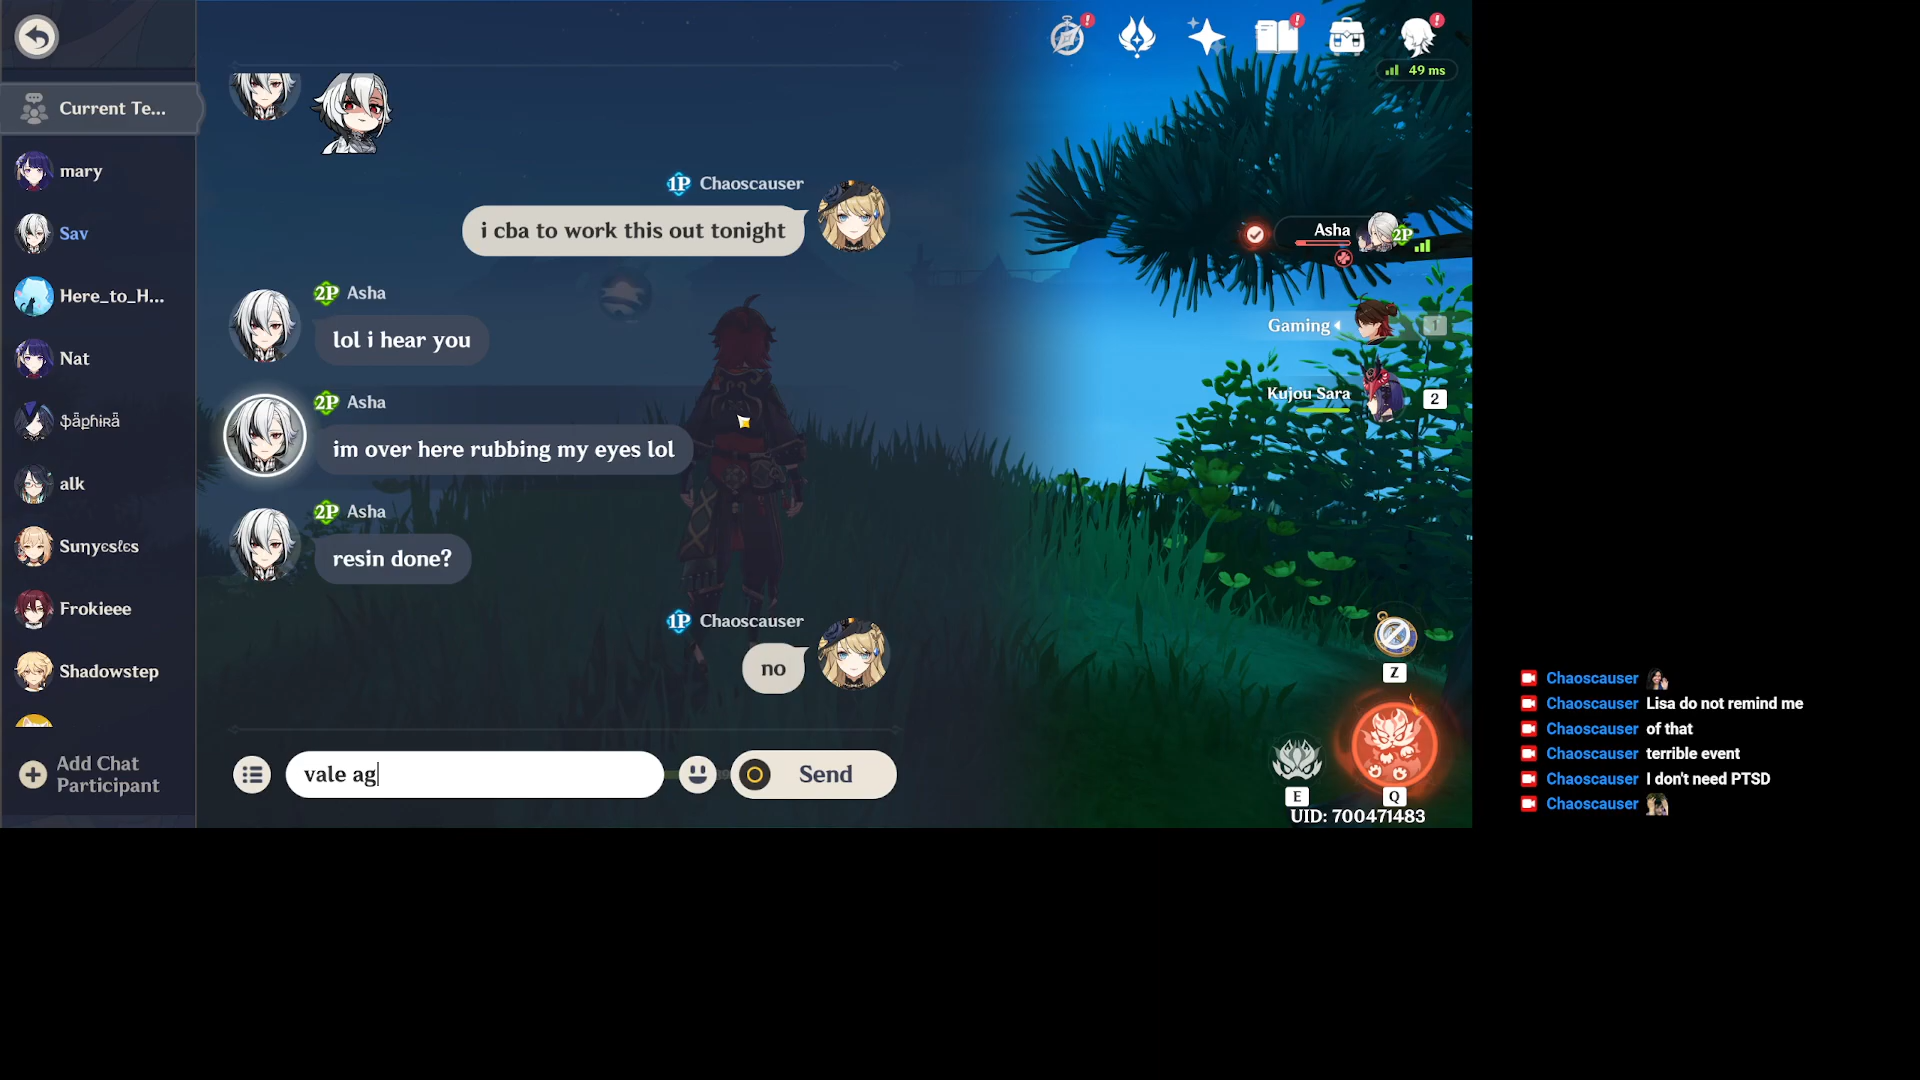 49 ms
Current Te...
mary
Sav
Here_to_H...
Nat
ֆäքɦiʀä
alk
Suηyєsℓєs
Frokieee
Shadowstep
Add Chat
Participant
1P Chaoscauser
i cba to work this out tonight
2P Asha
lol i hear you
2P Asha
im over here rubbing my eyes lol
2P Asha
resin done?
1P Chaoscauser
no
vale ag
Send
Asha 2P
Gaming 1
Kujou Sara 2
Z
E
Q
UID: 700471483
Chaoscauser
Chaoscauser Lisa do not remind me
Chaoscauser of that
Chaoscauser terrible event
Chaoscauser I don't need PTSD
Chaoscauser